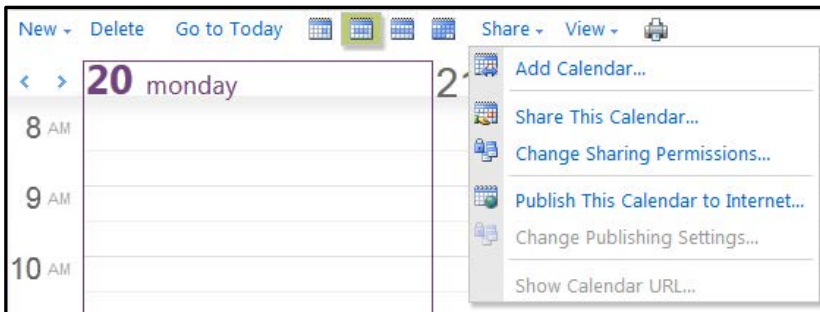 New Delete Go to Today Share View
20 monday
Add Calendar...
8 AM
Share This Calendar...
Change Sharing Permissions...
9 AM
Publish This Calendar to Internet...
Change Publishing Settings...
10 AM
Show Calendar URL...